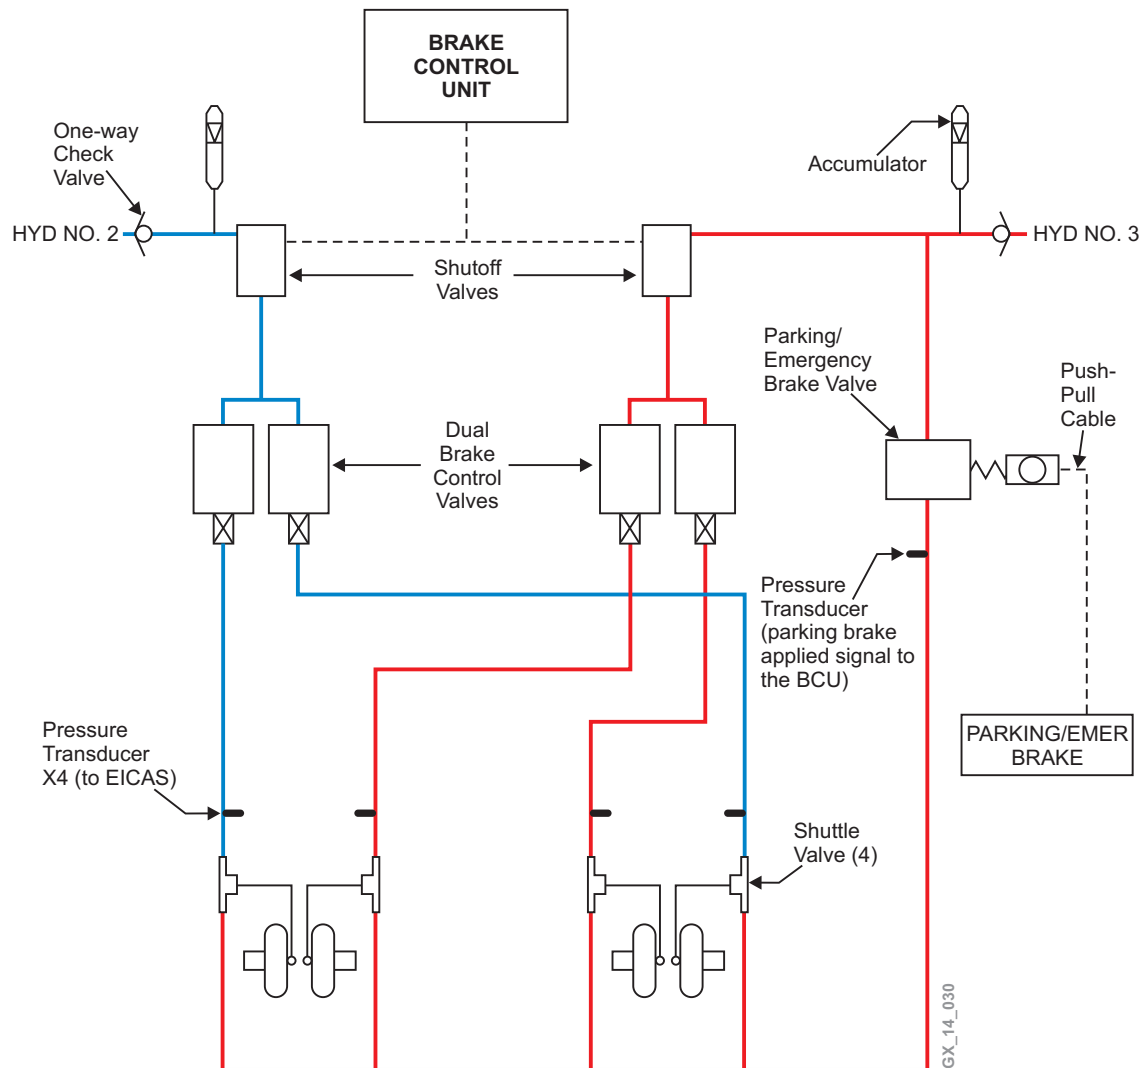 BRAKE
CONTROL
UNIT
One-way
Check
Valve
Accumulator
HYD NO. 2
HYD NO. 3
Shutoff
Valves
Parking/
Emergency
Brake Valve
Push-
Pull
Cable
Dual
Brake
Control
Valves
Pressure
Transducer
(parking brake
applied signal to
the BCU)
PARKING/EMER
BRAKE
Pressure
Transducer
X4 (to EICAS)
Shuttle
Valve (4)
GX_14_030